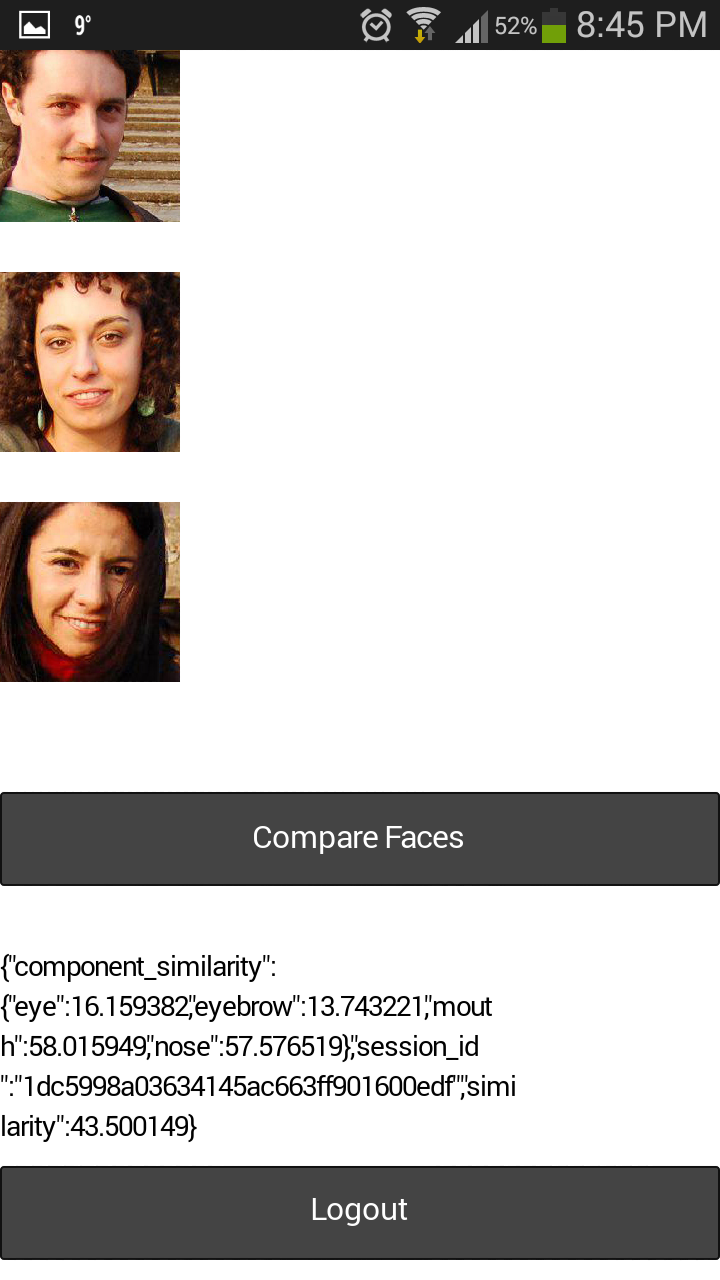 9° 52% 8:45 PM
Compare Faces
{"component_similarity":
{"eye":16.159382,"eyebrow":13.743221,"mout
h":58.015949,"nose":57.576519},"session_id
":"1dc5998a03634145ac663ff901600edf","simi
larity":43.500149}
Logout